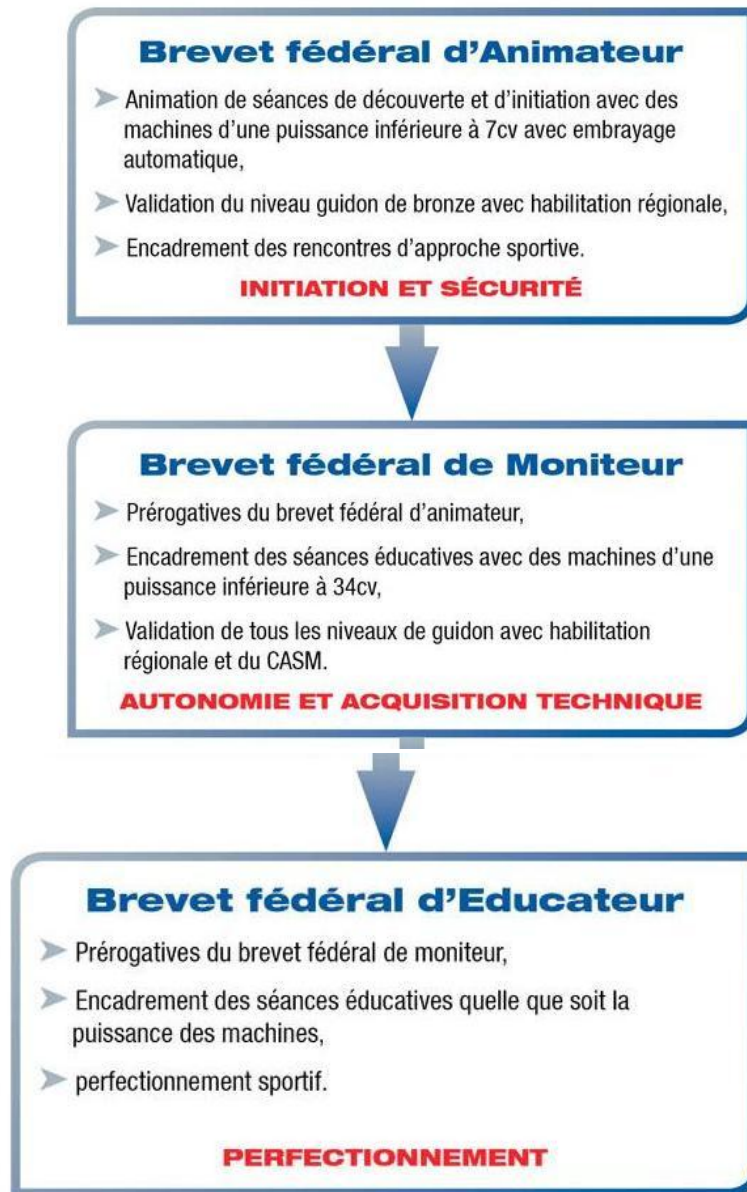 Brevet fédéral d'Animateur
➤ Animation de séances de découverte et d'initiation avec des
machines d'une puissance inférieure à 7cv avec embrayage
automatique,
➤ Validation du niveau guidon de bronze avec habilitation régionale,
➤ Encadrement des rencontres d'approche sportive.
INITIATION ET SÉCURITÉ
Brevet fédéral de Moniteur
➤ Prérogatives du brevet fédéral d'animateur,
➤ Encadrement des séances éducatives avec des machines d'une
puissance inférieure à 34cv,
➤ Validation de tous les niveaux de guidon avec habilitation
régionale et du CASM.
AUTONOMIE ET ACQUISITION TECHNIQUE
Brevet fédéral d'Educateur
➤ Prérogatives du brevet fédéral de moniteur,
➤ Encadrement des séances éducatives quelle que soit la
puissance des machines,
➤ perfectionnement sportif.
PERFECTIONNEMENT